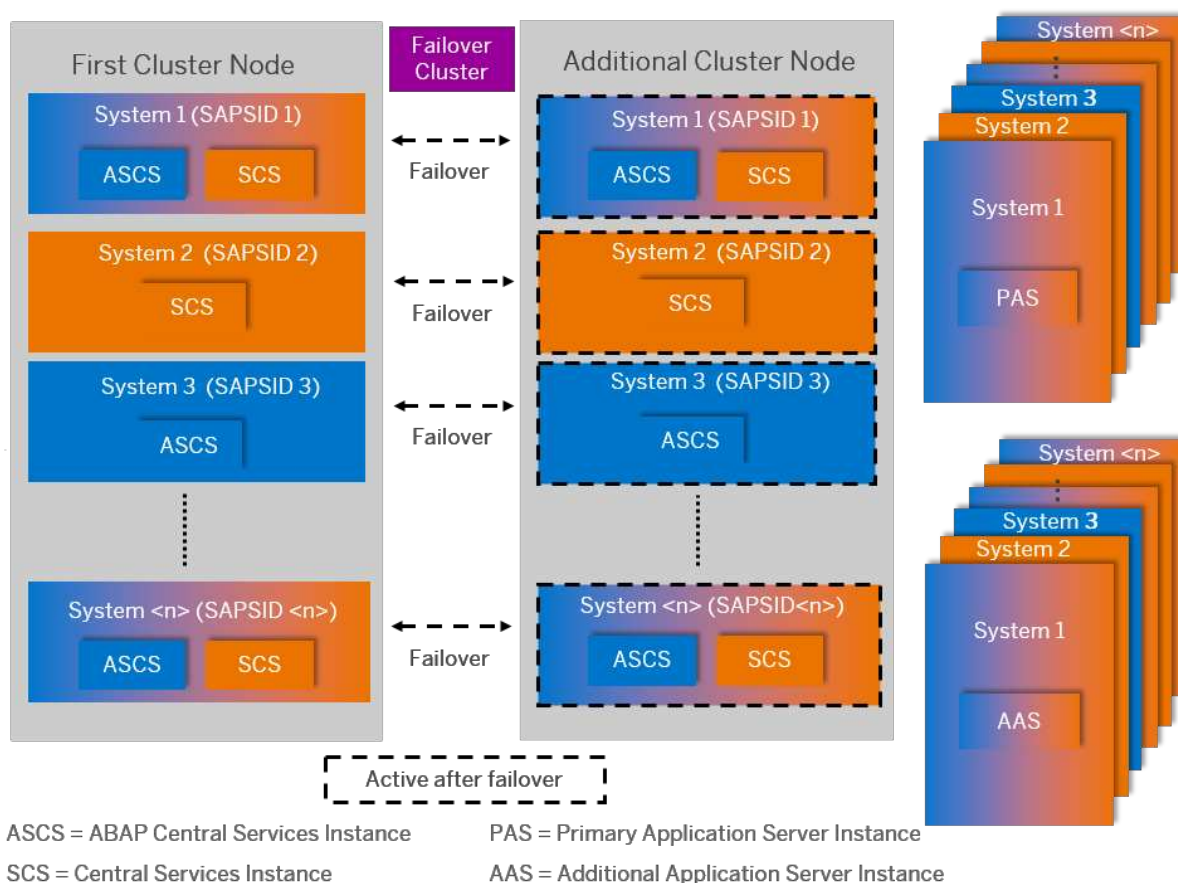 First Cluster Node
System 1 (SAPSID 1)
ASCS
SCS
System 2 (SAPSID 2)
SCS
System 3 (SAPSID 3)
ASCS
System <n> (SAPSID <n>)
ASCS
SCS
Failover
Cluster
Failover
Failover
Failover
Failover
Additional Cluster Node
System 1 (SAPSID 1)
ASCS
SCS
System 2 (SAPSID 2)
SCS
System 3 (SAPSID 3)
ASCS
System <n> (SAPSID<n>)
ASCS
SCS
System <n>
System 3
System 2
System 1
PAS
System <n>
System 3
System 2
System 1
AAS
Active after failover
ASCS = ABAP Central Services Instance
PAS = Primary Application Server Instance
SCS = Central Services Instance
AAS = Additional Application Server Instance